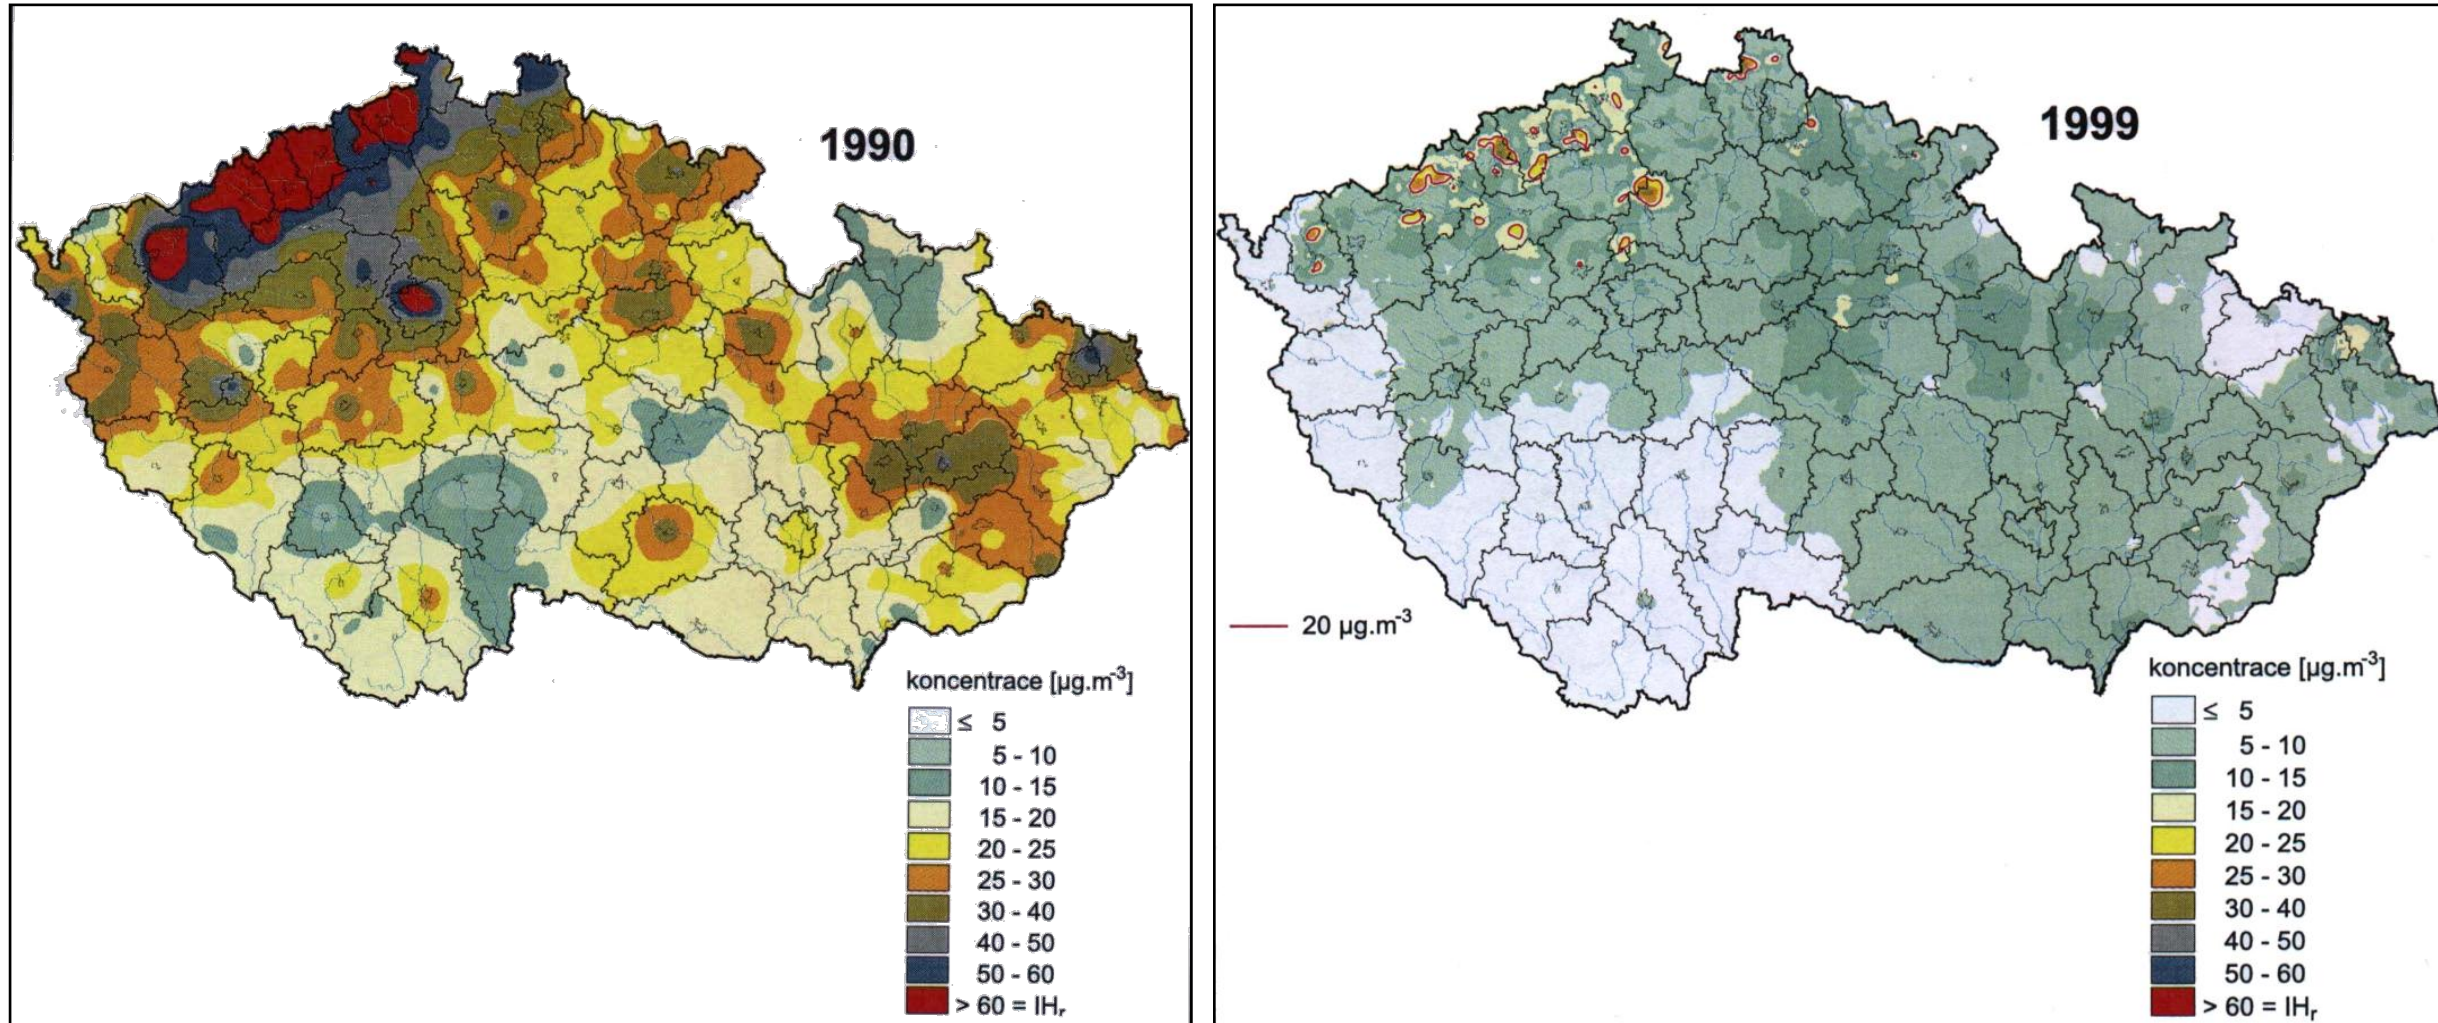 1990
koncentrace [µg.m-3]
≤ 5
5 - 10
10 - 15
15 - 20
20 - 25
25 - 30
30 - 40
40 - 50
50 - 60
> 60 = IHr
1999
20 µg.m-3
koncentrace [µg.m-3]
≤ 5
5 - 10
10 - 15
15 - 20
20 - 25
25 - 30
30 - 40
40 - 50
50 - 60
> 60 = IHr